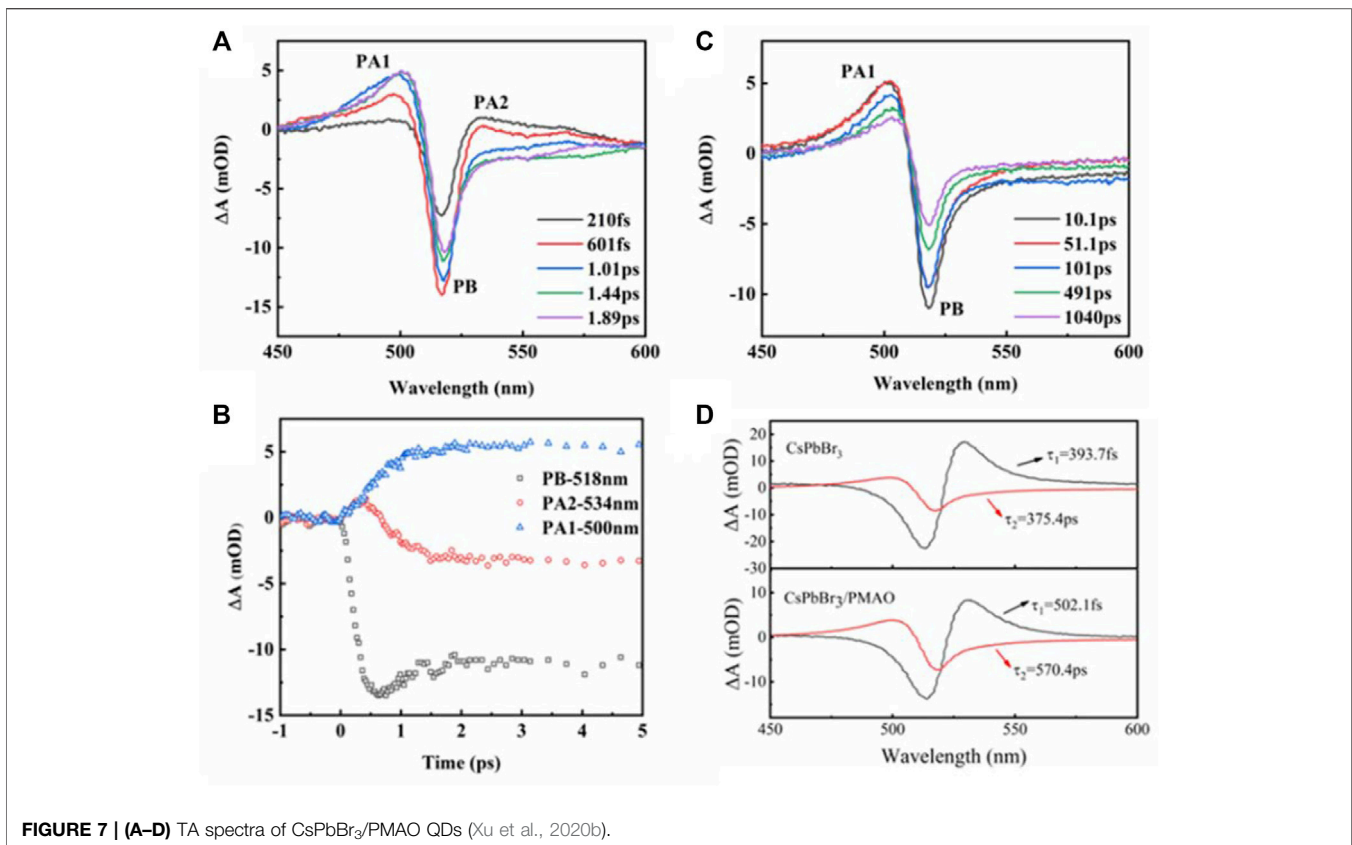 A
PA1
PA2
PB
5
0
-5
-10
-15
ΔA (mOD)
210fs
601fs
1.01ps
1.44ps
1.89ps
450 500 550 600
Wavelength (nm)
C
PA1
PB
5
0
-5
-10
ΔA (mOD)
10.1ps
51.1ps
101ps
491ps
1040ps
450 500 550 600
Wavelength (nm)
B
5
0
-5
-10
-15
ΔA (mOD)
PB-518nm
PA2-534nm
PA1-500nm
-1 0 1 2 3 4 5
Time (ps)
D
20
10
0
-10
-20
-30
ΔA (mOD)
CsPbBr₃
τ₁=393.7fs
τ₂=375.4ps
10
0
-10
ΔA (mOD)
CsPbBr₃/PMAO
τ₁=502.1fs
τ₂=570.4ps
450 500 550 600
Wavelength (nm)
FIGURE 7 | (A–D) TA spectra of CsPbBr₃/PMAO QDs (Xu et al., 2020b).